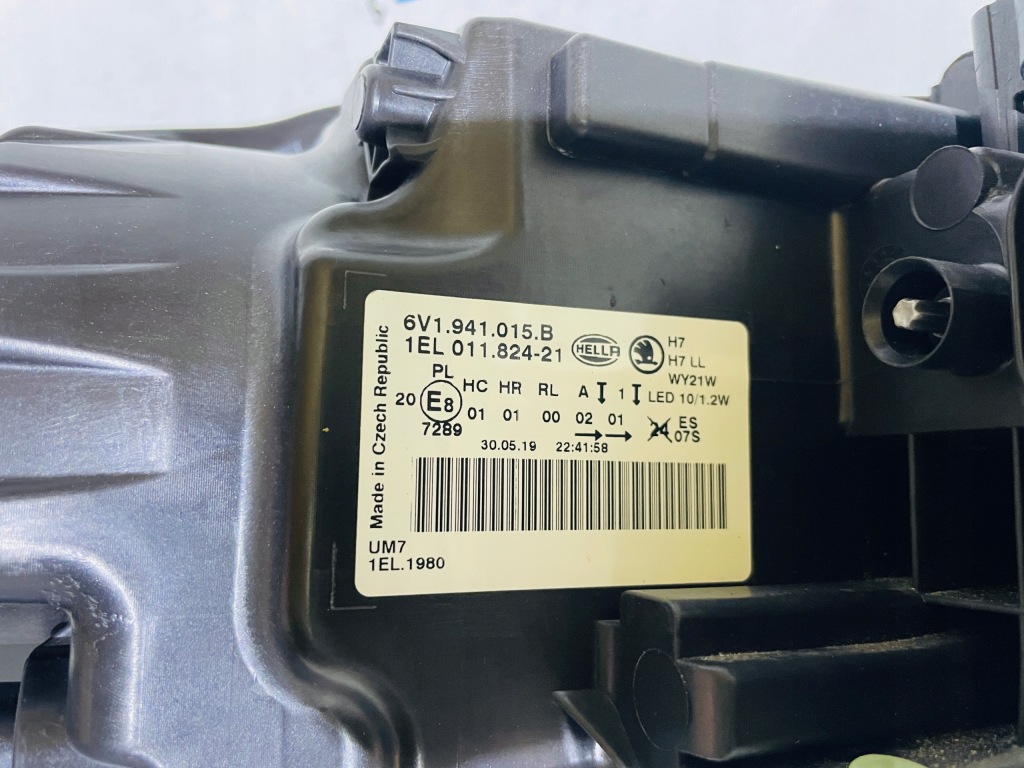 6V1.941.015.B
1EL 011.824-21
HELLA
H7
H7 LL
WY21W
LED 10/1.2W
PL HC HR RL A 1
20 E8 01 01 00 02 01
7289
24 ES
07S
30.05.19 22:41:58
Made in Czech Republic
UM7
1EL.1980